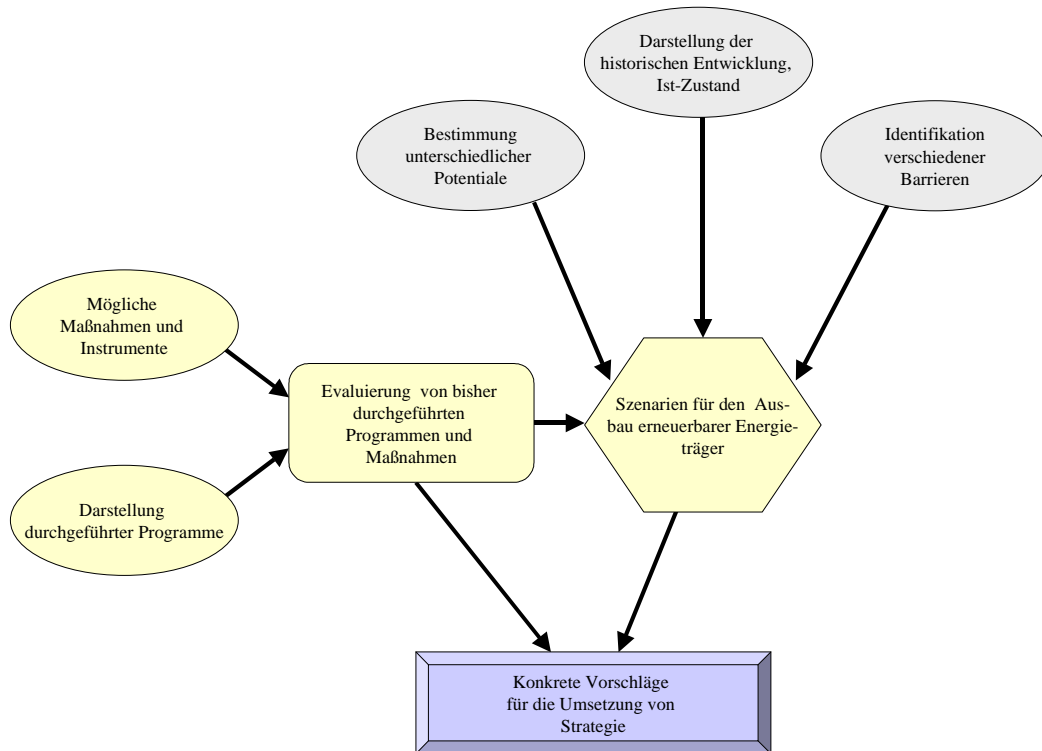 Darstellung der
historischen Entwicklung,
Ist-Zustand
Bestimmung
unterschiedlicher
Potentiale
Identifikation
verschiedener
Barrieren
Mögliche
Maßnahmen und
Instrumente
Evaluierung von bisher
durchgeführten
Programmen und
Maßnahmen
Szenarien für den Aus-
bau erneuerbarer Energie-
träger
Darstellung
durchgeführter Programme
Konkrete Vorschläge
für die Umsetzung von
Strategie